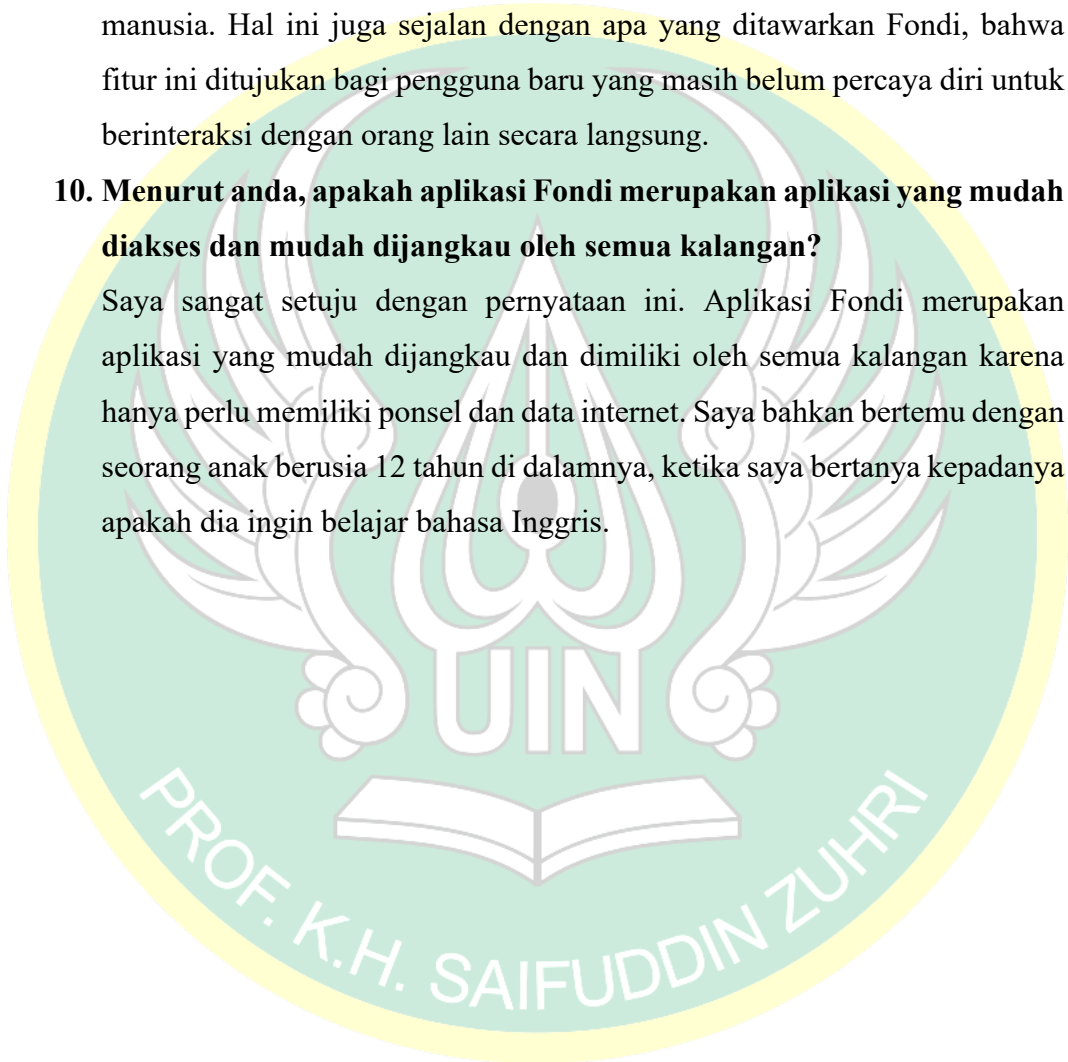 manusia. Hal ini juga sejalan dengan apa yang ditawarkan Fondi, bahwa
fitur ini ditujukan bagi pengguna baru yang masih belum percaya diri untuk
berinteraksi dengan orang lain secara langsung.
10. Menurut anda, apakah aplikasi Fondi merupakan aplikasi yang mudah
diakses dan mudah dijangkau oleh semua kalangan?
Saya sangat setuju dengan pernyataan ini. Aplikasi Fondi merupakan
aplikasi yang mudah dijangkau dan dimiliki oleh semua kalangan karena
hanya perlu memiliki ponsel dan data internet. Saya bahkan bertemu dengan
seorang anak berusia 12 tahun di dalamnya, ketika saya bertanya kepadanya
apakah dia ingin belajar bahasa Inggris.
UIN
PROF. K.H. SAIFUDDIN ZUHRI